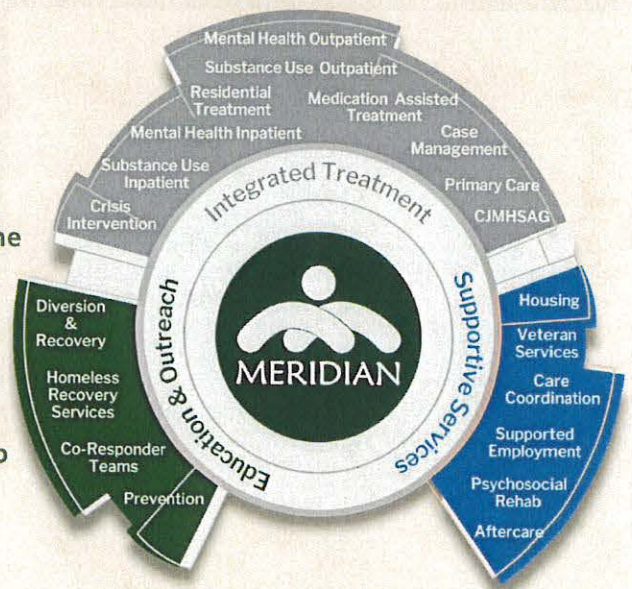 Mental Health Outpatient
Substance Use Outpatient
Residential
Treatment
Medication Assisted
Treatment
Mental Health Inpatient
Case
Management
Substance Use
Inpatient
Primary Care
Crisis
Intervention
CJMHSAG
Integrated Treatment
ne
Diversion
&
Recovery
Homeless
Recovery
Services
Co-Responder
Teams
Prevention
Education & Outreach
MERIDIAN
Supportive Services
Housing
Veteran
Services
Care
Coordination
Supported
Employment
Psychosocial
Rehab
Aftercare